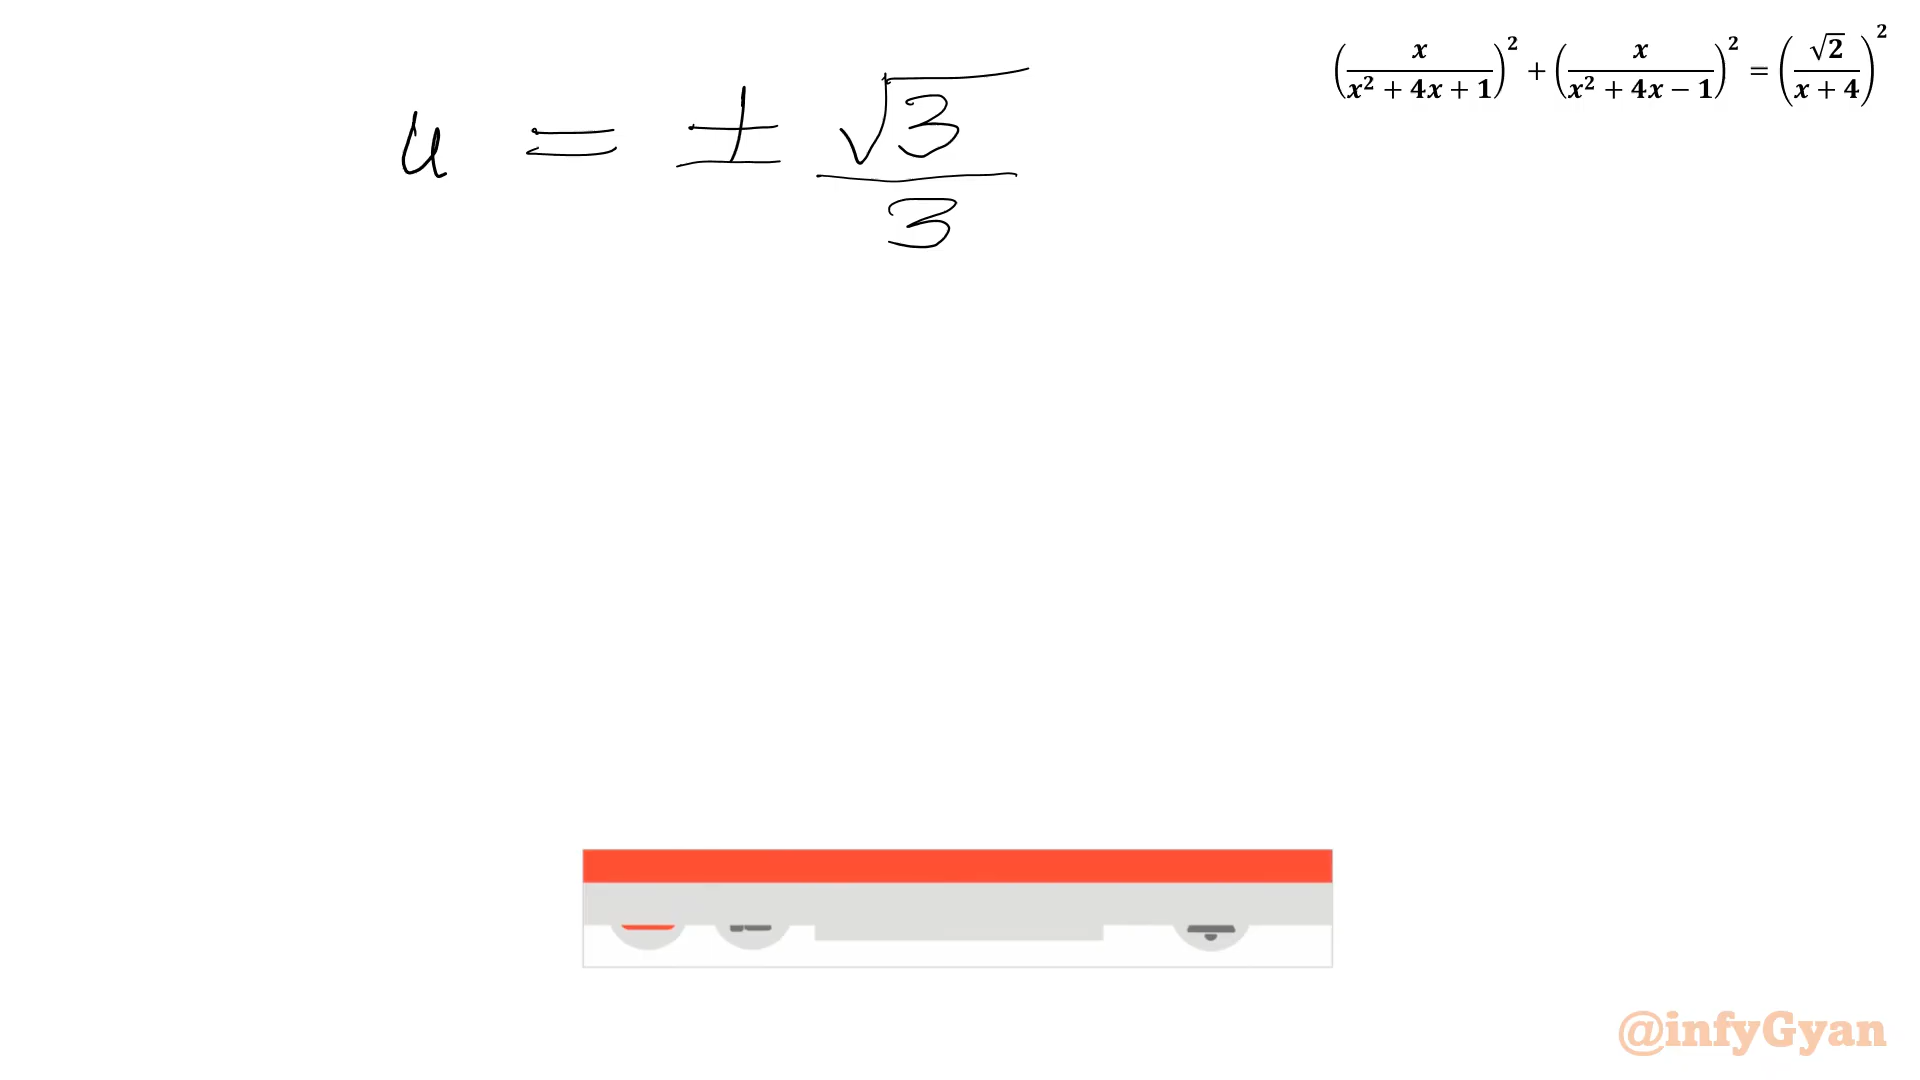 (x/(x² + 4x + 1))² + (x/(x² + 4x − 1))² = (√2/(x + 4))²
u = ± √3/3
@infyGyan